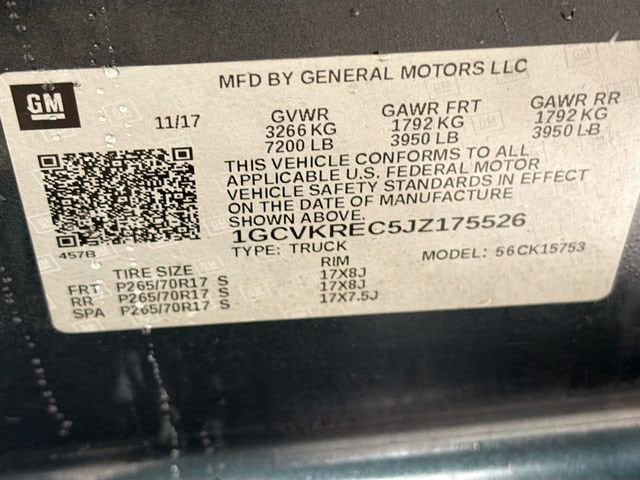 MFD BY GENERAL MOTORS LLC
GM
11/17
GVWR
3266 KG
7200 LB
GAWR FRT
1792 KG
3950 LB
GAWR RR
1792 KG
3950 LB
THIS VEHICLE CONFORMS TO ALL
APPLICABLE U.S. FEDERAL MOTOR
VEHICLE SAFETY STANDARDS IN EFFECT
ON THE DATE OF MANUFACTURE
SHOWN ABOVE.
1GCVKREC5JZ175526
457B
TYPE: TRUCK
MODEL: 56CK15753
TIRE SIZE RIM
FRT P265/70R17 S 17X8J
RR P265/70R17 S 17X8J
SPA P265/70R17 S 17X7.5J